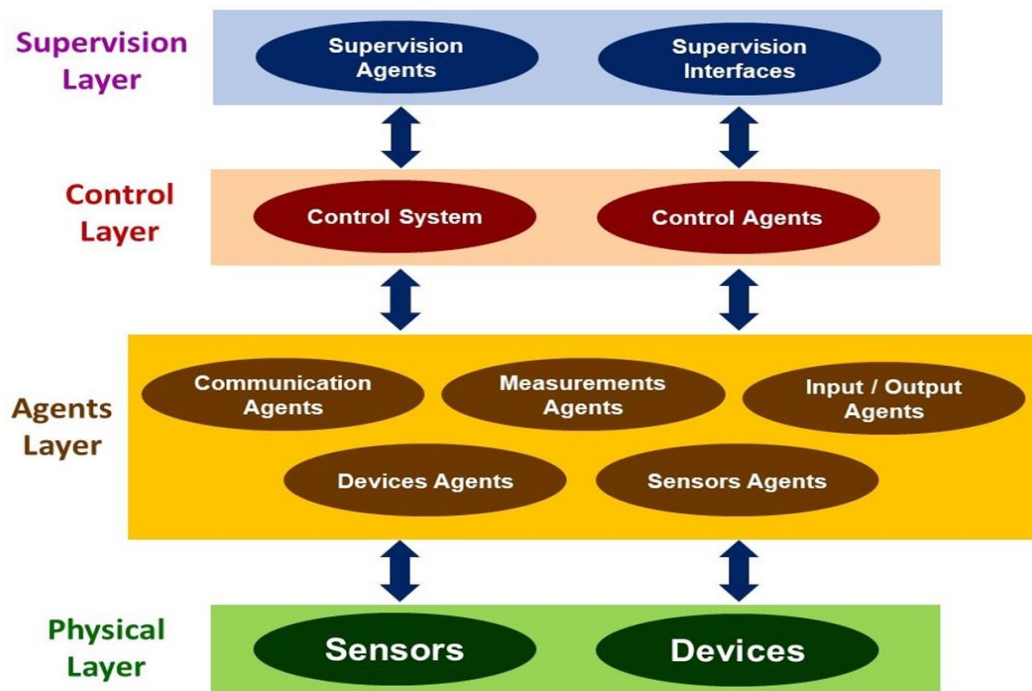 Supervision
Layer
Supervision
Agents
Supervision
Interfaces
Control
Layer
Control System
Control Agents
Agents
Layer
Communication
Agents
Measurements
Agents
Input / Output
Agents
Devices Agents
Sensors Agents
Physical
Layer
Sensors
Devices